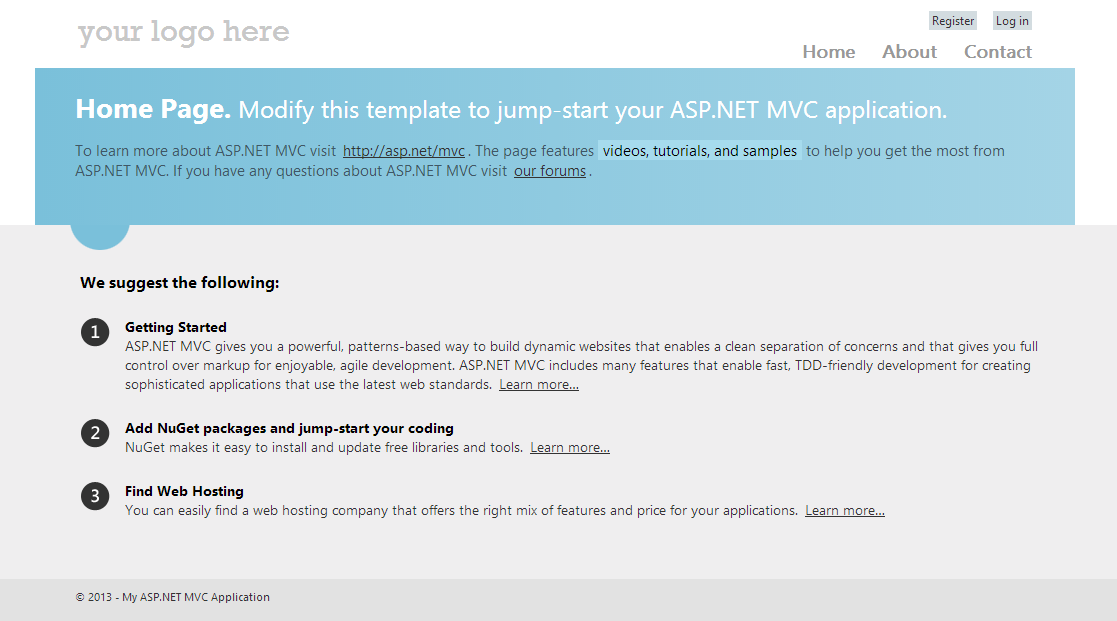 your logo here
Register Log in
Home About Contact
Home Page. Modify this template to jump-start your ASP.NET MVC application.
To learn more about ASP.NET MVC visit http://asp.net/mvc . The page features videos, tutorials, and samples to help you get the most from
ASP.NET MVC. If you have any questions about ASP.NET MVC visit our forums .
We suggest the following:
1 Getting Started
ASP.NET MVC gives you a powerful, patterns-based way to build dynamic websites that enables a clean separation of concerns and that gives you full
control over markup for enjoyable, agile development. ASP.NET MVC includes many features that enable fast, TDD-friendly development for creating
sophisticated applications that use the latest web standards. Learn more...
2 Add NuGet packages and jump-start your coding
NuGet makes it easy to install and update free libraries and tools. Learn more...
3 Find Web Hosting
You can easily find a web hosting company that offers the right mix of features and price for your applications. Learn more...
© 2013 - My ASP.NET MVC Application